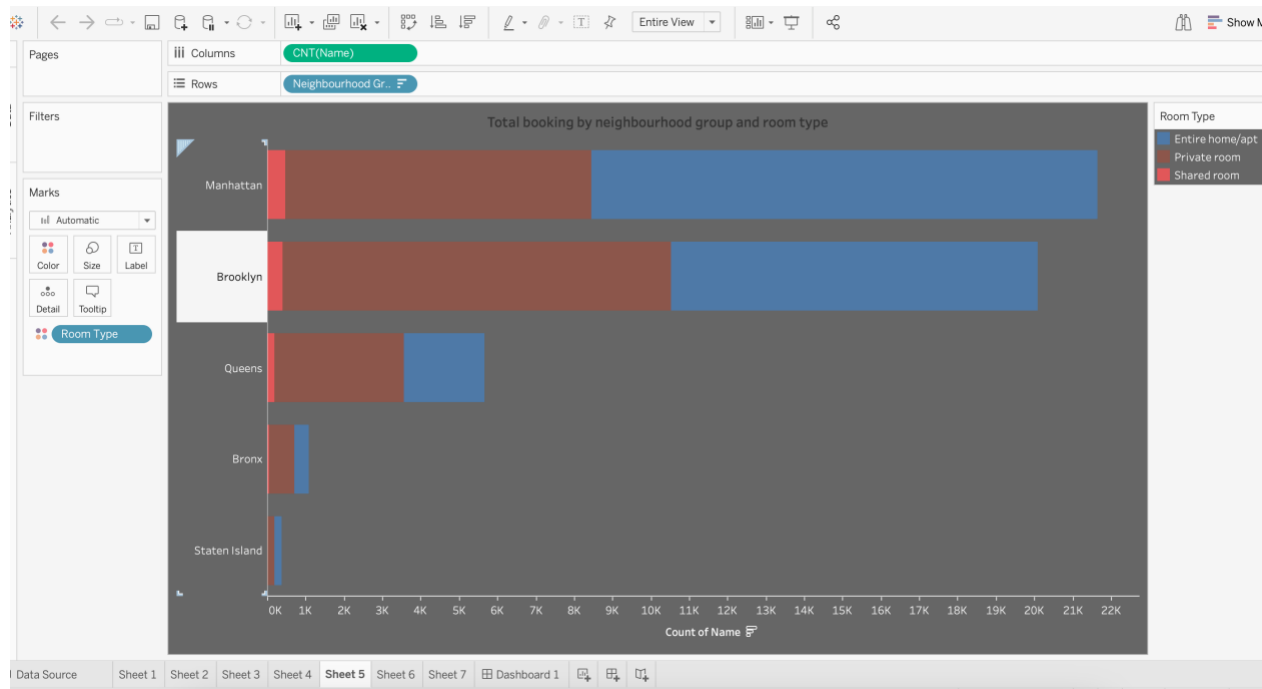 Entire View
Show M
Pages
iii Columns
CNT(Name)
Rows
Neighbourhood Gr..
Filters
Marks
Automatic
Color
Size
Label
Detail
Tooltip
Room Type
Total booking by neighbourhood group and room type
Manhattan
Brooklyn
Queens
Bronx
Staten Island
0K 1K 2K 3K 4K 5K 6K 7K 8K 9K 10K 11K 12K 13K 14K 15K 16K 17K 18K 19K 20K 21K 22K
Count of Name
Room Type
Entire home/apt
Private room
Shared room
Data Source Sheet 1 Sheet 2 Sheet 3 Sheet 4 Sheet 5 Sheet 6 Sheet 7 Dashboard 1